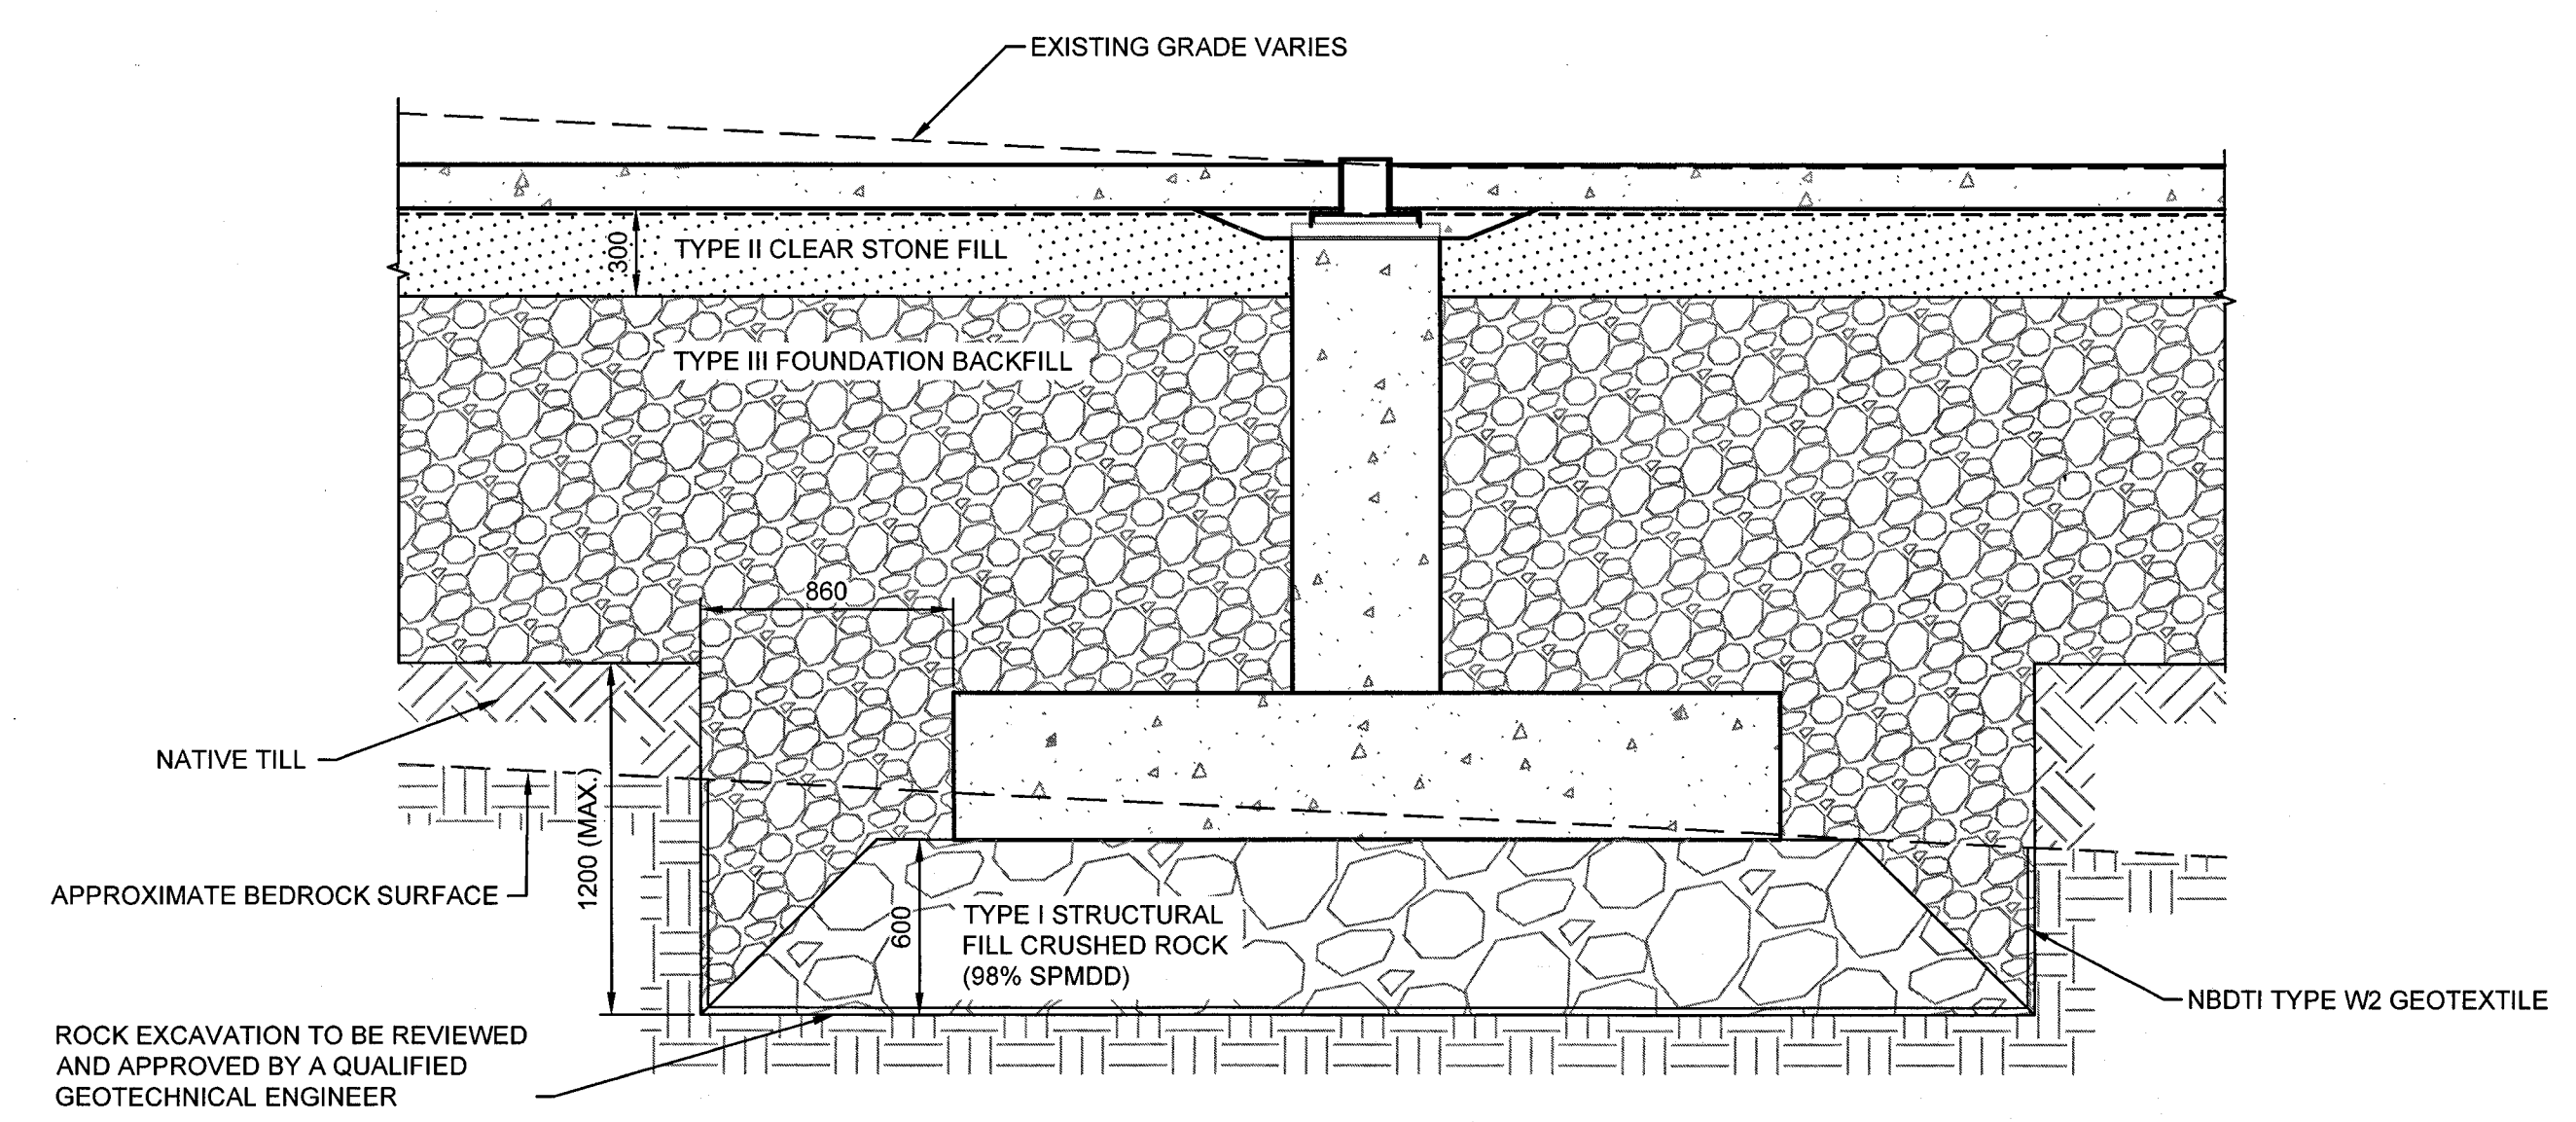 EXISTING GRADE VARIES
300
TYPE II CLEAR STONE FILL
TYPE III FOUNDATION BACKFILL
860
NATIVE TILL
1200 (MAX.)
APPROXIMATE BEDROCK SURFACE
600
TYPE I STRUCTURAL
FILL CRUSHED ROCK
(98% SPMDD)
NBDTI TYPE W2 GEOTEXTILE
ROCK EXCAVATION TO BE REVIEWED
AND APPROVED BY A QUALIFIED
GEOTECHNICAL ENGINEER